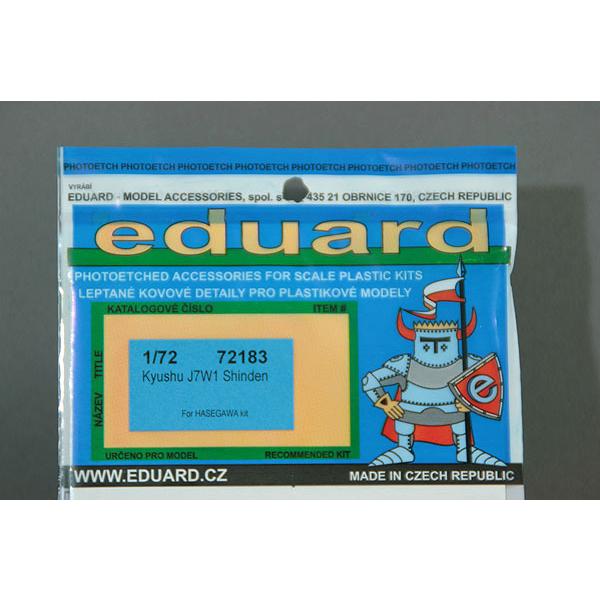 PHOTOETCH PHOTOETCH PHOTOETCH PHOTOETCH PHOTOETCH PHOTOETCH PHOTOETCH PHOTOETCH
VYRÁBÍ
EDUARD - MODEL ACCESSORIES, spol. s 435 21 OBRNICE 170, CZECH REPUBLIC
eduard
PHOTOETCHED ACCESSORIES FOR SCALE PLASTIC KITS
LEPTANÉ KOVOVÉ DETAILY PRO PLASTIKOVÉ MODELY
KATALOGOVÉ ČÍSLO ITEM #
NÁZEV TITLE
1/72 72183
Kyushu J7W1 Shinden
For HASEGAWA kit
URČENO PRO MODEL RECOMMENDED KIT
e
WWW.EDUARD.CZ MADE IN CZECH REPUBLIC